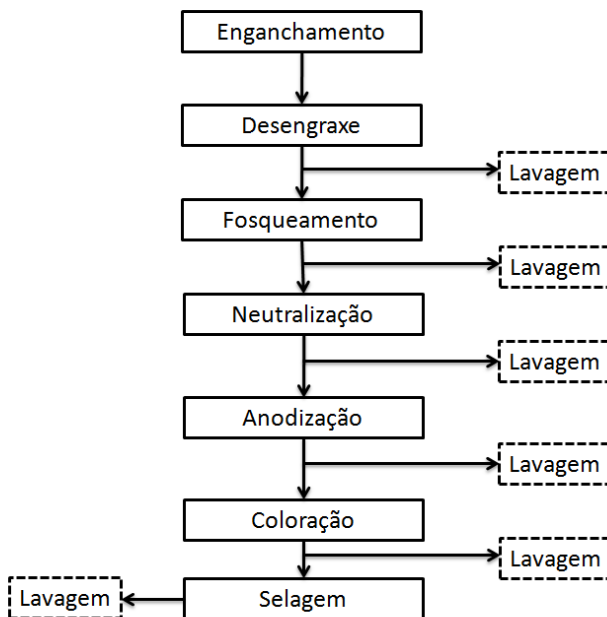 Enganchamento
Desengraxe
Lavagem
Fosqueamento
Lavagem
Neutralização
Lavagem
Anodização
Lavagem
Coloração
Lavagem
Selagem
Lavagem